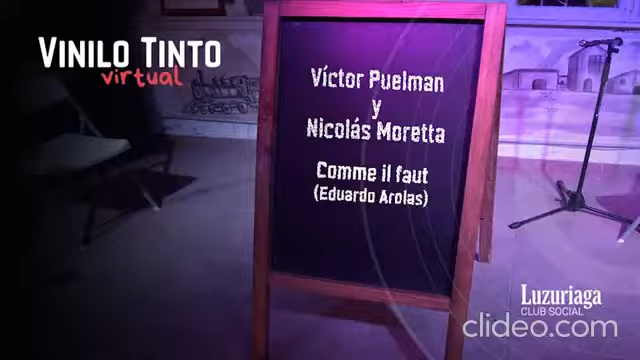 VINILO TINTO
virtual
Víctor Puelman
y
Nicolás Moretta
Comme il faut
(Eduardo Arolas)
Luzuriaga
CLUB SOCIAL
clideo.com